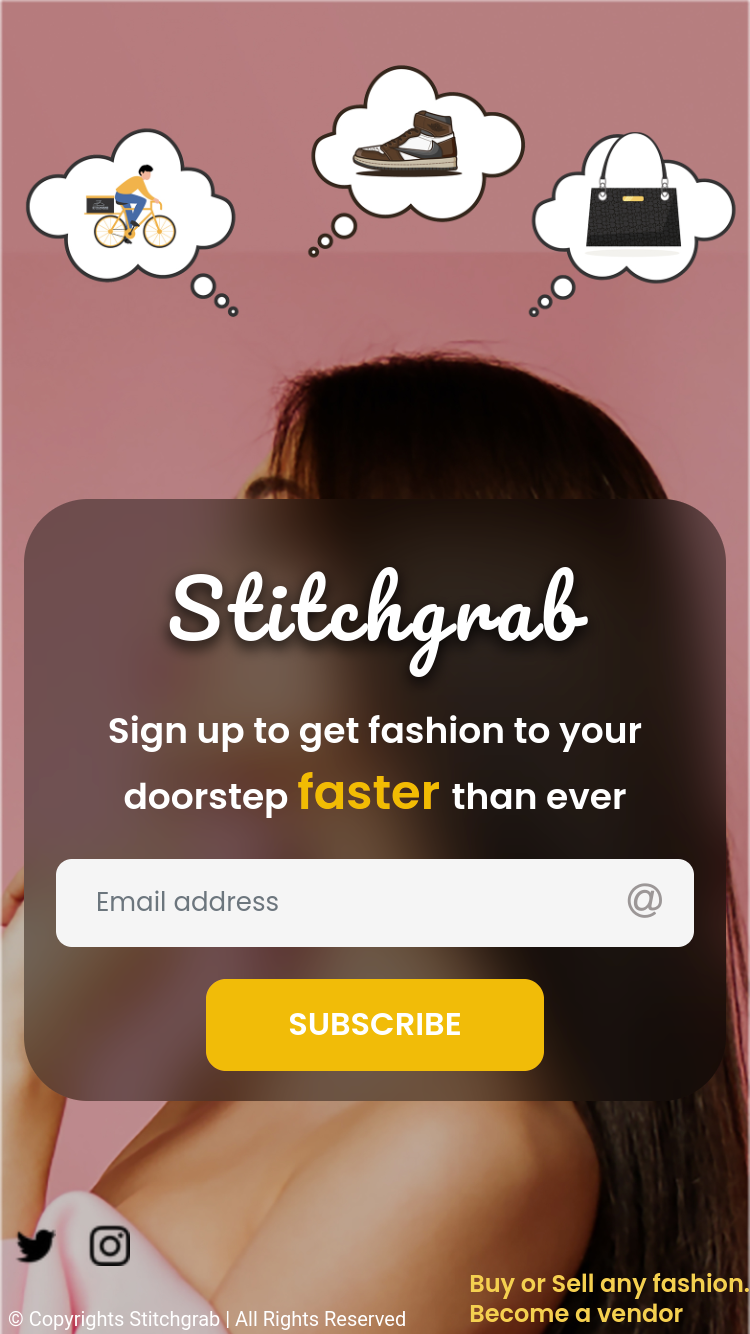 Stitchgrab
Sign up to get fashion to your
doorstep faster than ever
Email address @
SUBSCRIBE
Buy or Sell any fashion.
Become a vendor
© Copyrights Stitchgrab | All Rights Reserved